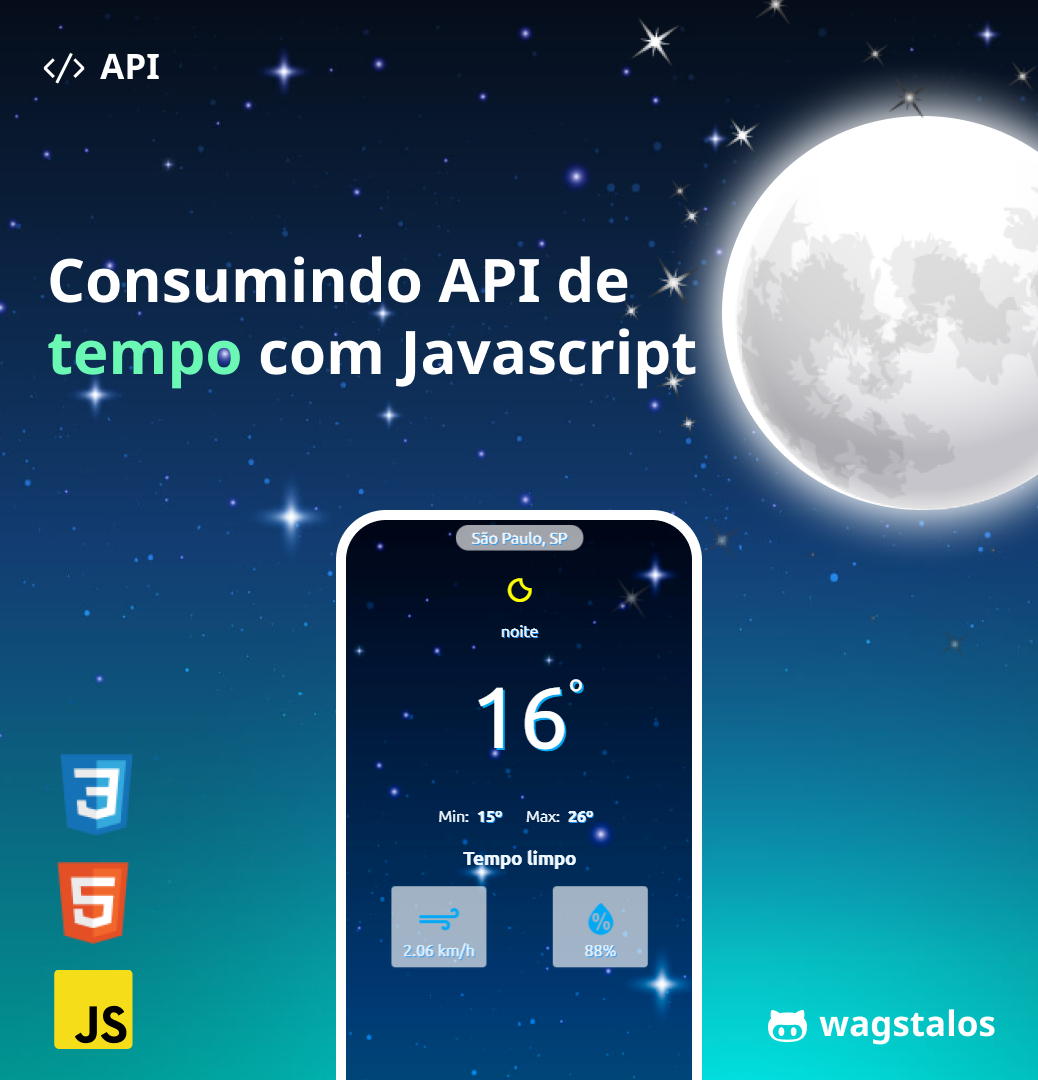 </> API
Consumindo API de
tempo com Javascript
São Paulo, SP
noite
16°
Min: 15º Max: 26º
Tempo limpo
2.06 km/h
88%
3
5
JS
wagstalos